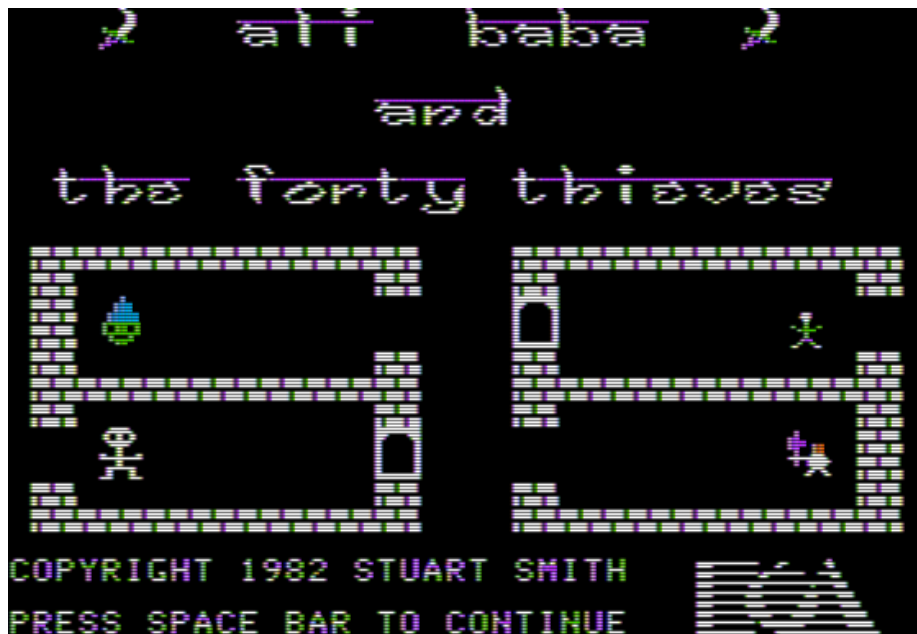 ali baba
and
the forty thieves
COPYRIGHT 1982 STUART SMITH
PRESS SPACE BAR TO CONTINUE